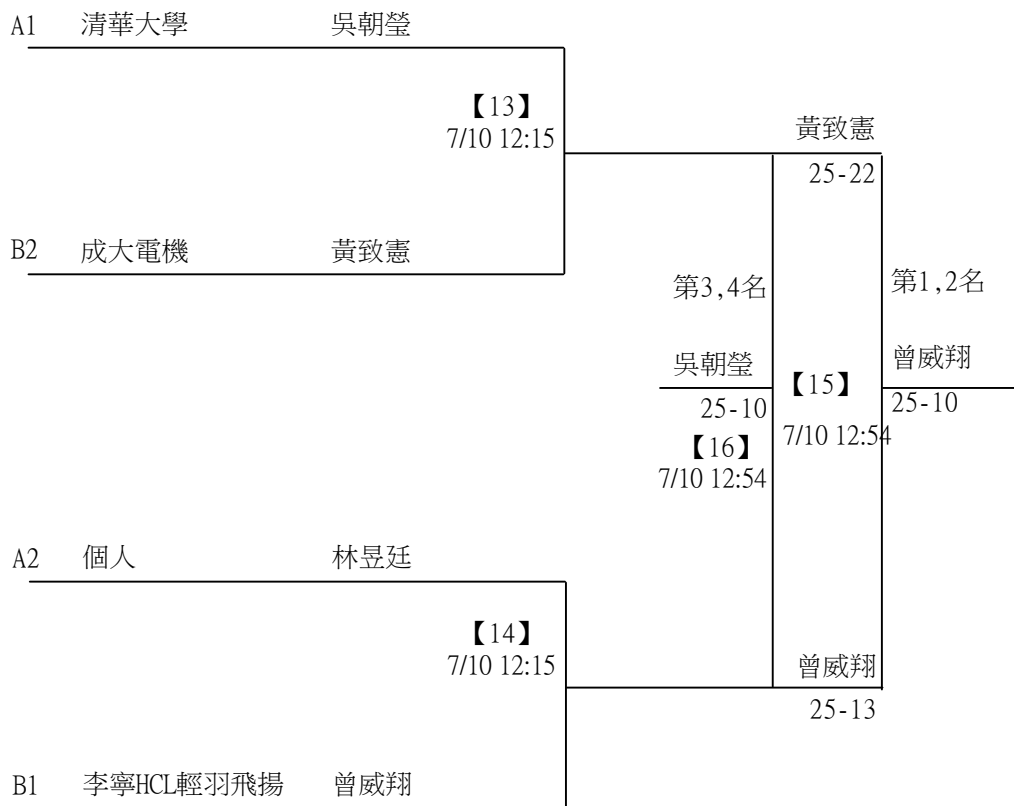 A1 清華大學 吳朝瑩
【13】
7/10 12:15
黃致憲
25-22
B2 成大電機 黃致憲
第3,4名
第1,2名
吳朝瑩
25-10
【16】
7/10 12:54
【15】
7/10 12:54
曾威翔
25-10
A2 個人 林昱廷
【14】
7/10 12:15
曾威翔
25-13
B1 李寧HCL輕羽飛揚 曾威翔